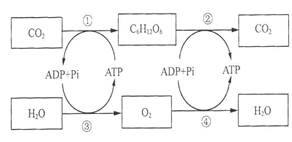 ① ②
CO₂ C₆H₁₂O₆ CO₂
ADP+Pi ATP ADP+Pi ATP
H₂O O₂ H₂O
③ ④